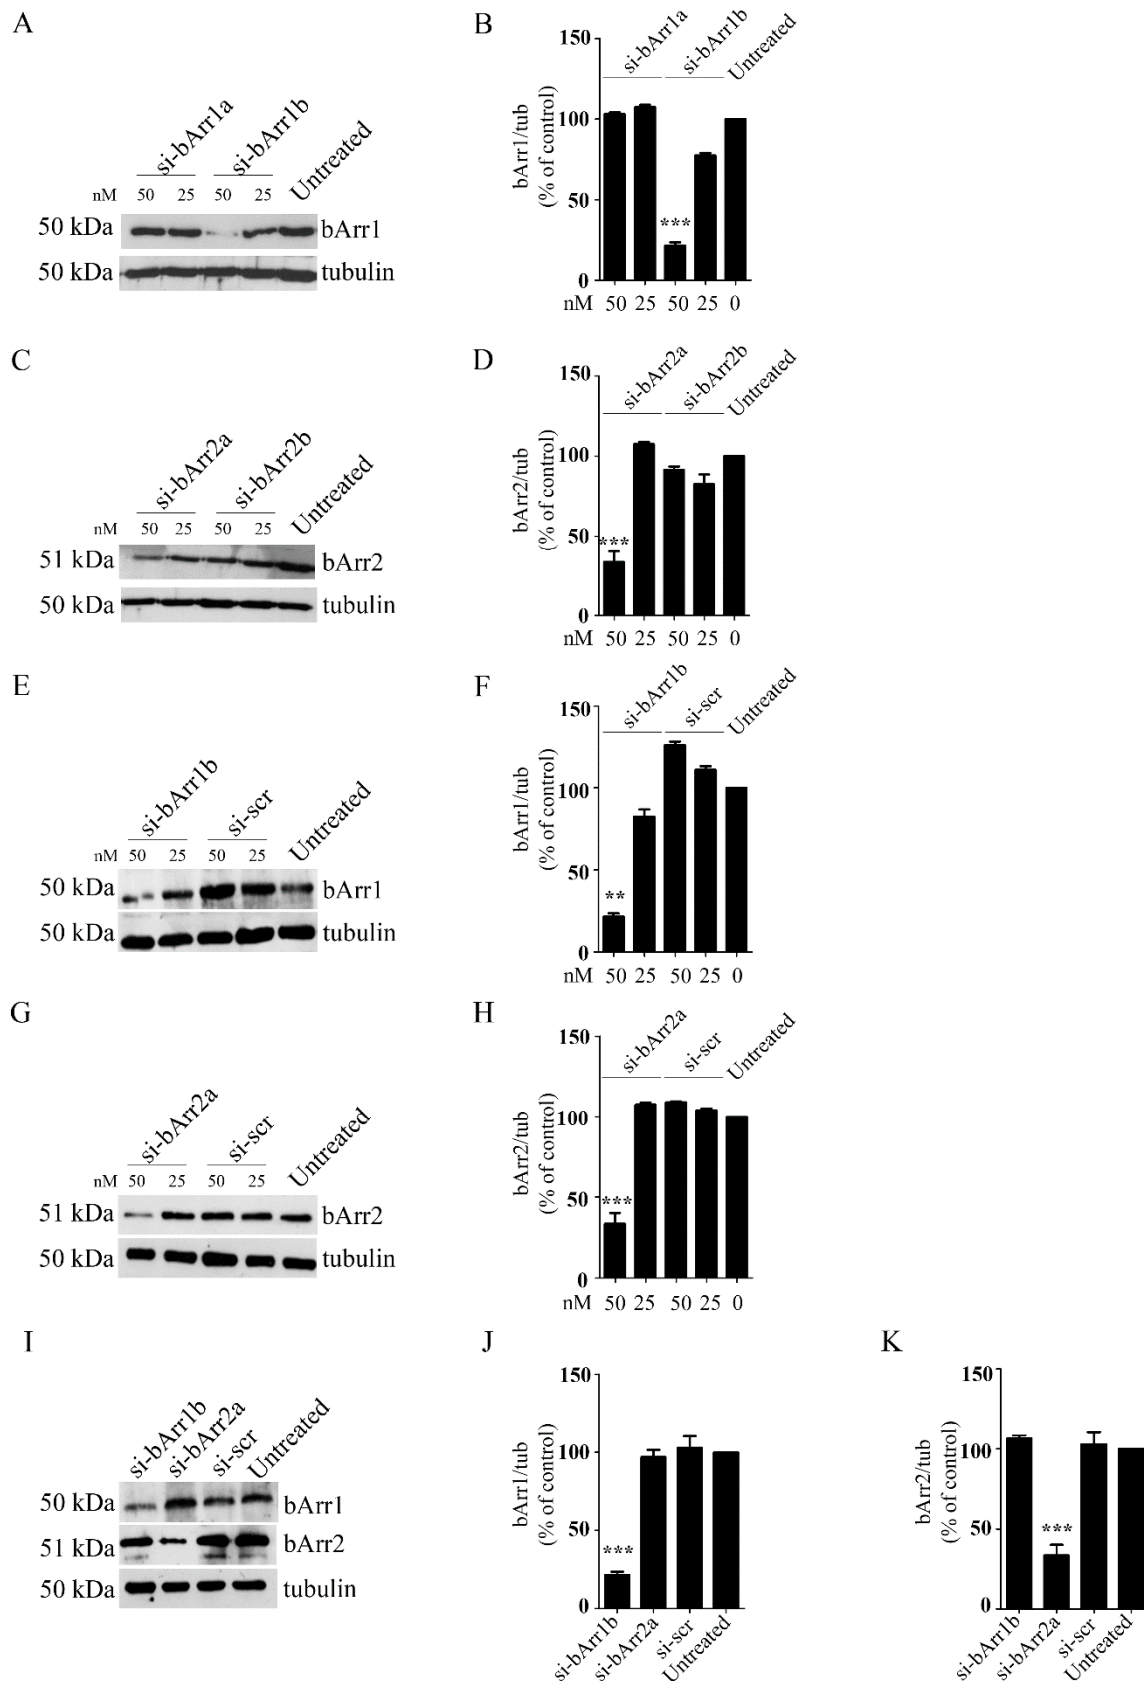 A
si-bArr1a
si-bArr1b
Untreated
nM 50 25 50 25
50 kDa bArr1
50 kDa tubulin
B
si-bArr1a
si-bArr1b
Untreated
bArr1/tub
(% of control)
150
100
50
0
***
nM 50 25 50 25 0
C
si-bArr2a
si-bArr2b
Untreated
nM 50 25 50 25
51 kDa bArr2
50 kDa tubulin
D
si-bArr2a
si-bArr2b
Untreated
bArr2/tub
(% of control)
150
100
50
0
***
nM 50 25 50 25 0
E
si-bArr1b
si-scr
Untreated
nM 50 25 50 25
50 kDa bArr1
50 kDa tubulin
F
si-bArr1b
si-scr
Untreated
bArr1/tub
(% of control)
150
100
50
0
**
nM 50 25 50 25 0
G
si-bArr2a
si-scr
Untreated
nM 50 25 50 25
51 kDa bArr2
50 kDa tubulin
H
si-bArr2a
si-scr
Untreated
bArr2/tub
(% of control)
150
100
50
0
***
nM 50 25 50 25 0
I
si-bArr1b
si-bArr2a
si-scr
Untreated
50 kDa bArr1
51 kDa bArr2
50 kDa tubulin
J
bArr1/tub
(% of control)
150
100
50
0
***
si-bArr1b
si-bArr2a
si-scr
Untreated
K
bArr2/tub
(% of control)
150
100
50
0
***
si-bArr1b
si-bArr2a
si-scr
Untreated